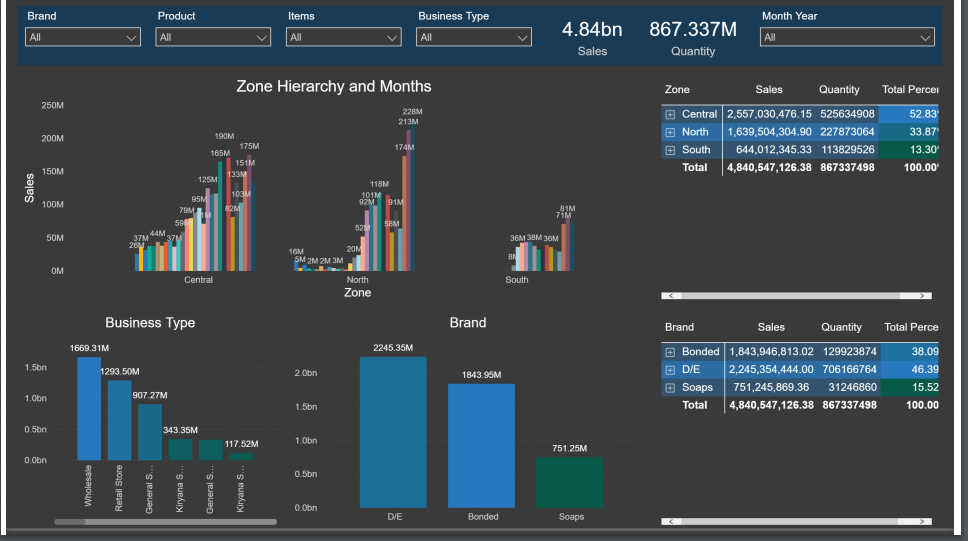 Brand Product Items Business Type Month Year
All All All All All
4.84bn 867.337M
Sales Quantity
Zone Hierarchy and Months
250M
200M
150M
100M
50M
0M
Sales
26M 37M 44M 37M 79M 95M 125M 165M 190M 82M 133M 103M 151M 175M
16M 5M 2M 2M 3M 20M 52M 92M 101M 118M 58M 91M 174M 213M 228M
8M 36M 38M 36M 71M 81M
Central North South
Zone
Zone Sales Quantity Total Percer
Central 2,557,030,476.15 525634908 52.83
North 1,639,504,304.90 227873064 33.87
South 644,012,345.33 113829526 13.30
Total 4,840,547,126.38 867337498 100.00
Business Type
1669.31M 1293.50M 907.27M 343.35M 117.52M
1.5bn
1.0bn
0.5bn
0.0bn
Wholesale Retail Store General S... Kiryana S... General S... Kiryana S...
Brand
2245.35M 1843.95M 751.25M
2.0bn
1.5bn
1.0bn
0.5bn
0.0bn
D/E Bonded Soaps
Brand Sales Quantity Total Perce
Bonded 1,843,946,813.02 129923874 38.09
D/E 2,245,354,444.00 706166764 46.39
Soaps 751,245,869.36 31246860 15.52
Total 4,840,547,126.38 867337498 100.00